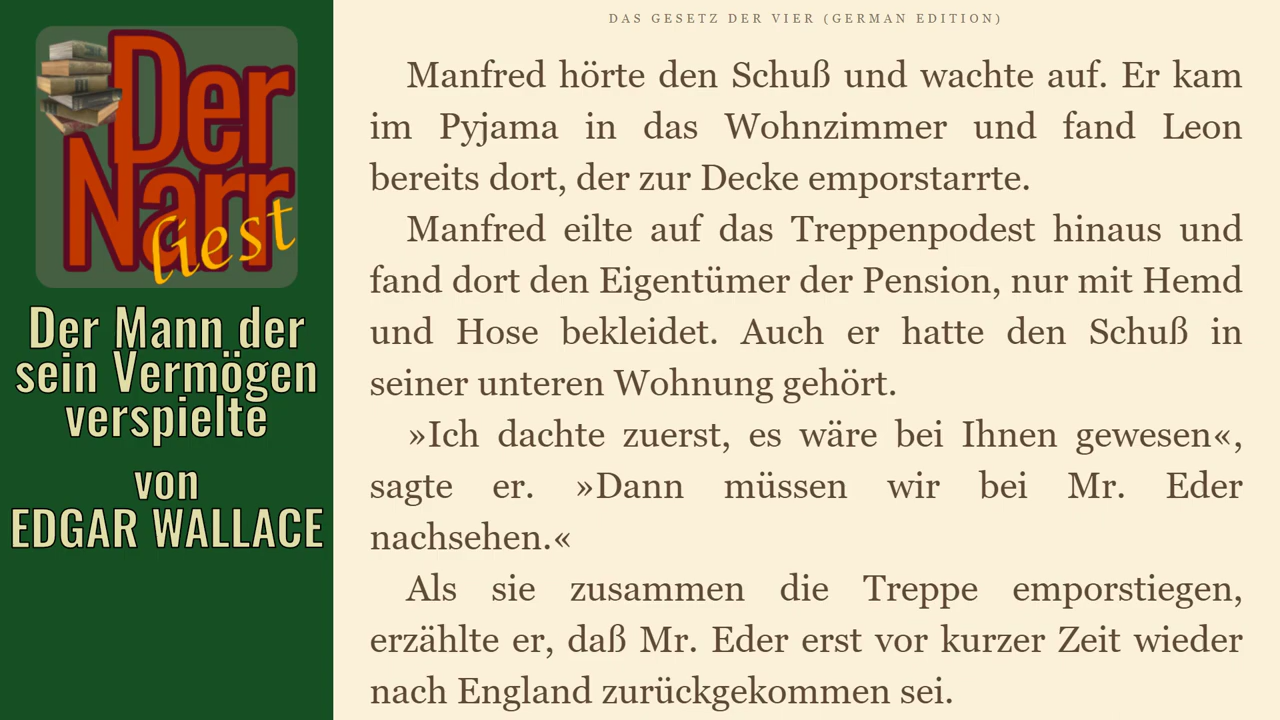 Der
Narr
liest
Der Mann der
sein Vermögen
verspielte
von
EDGAR WALLACE
DAS GESETZ DER VIER (GERMAN EDITION)
Manfred hörte den Schuß und wachte auf. Er kam
im Pyjama in das Wohnzimmer und fand Leon
bereits dort, der zur Decke emporstarrte.
Manfred eilte auf das Treppenpodest hinaus und
fand dort den Eigentümer der Pension, nur mit Hemd
und Hose bekleidet. Auch er hatte den Schuß in
seiner unteren Wohnung gehört.
»Ich dachte zuerst, es wäre bei Ihnen gewesen«,
sagte er. »Dann müssen wir bei Mr. Eder
nachsehen.«
Als sie zusammen die Treppe emporstiegen,
erzählte er, daß Mr. Eder erst vor kurzer Zeit wieder
nach England zurückgekommen sei.